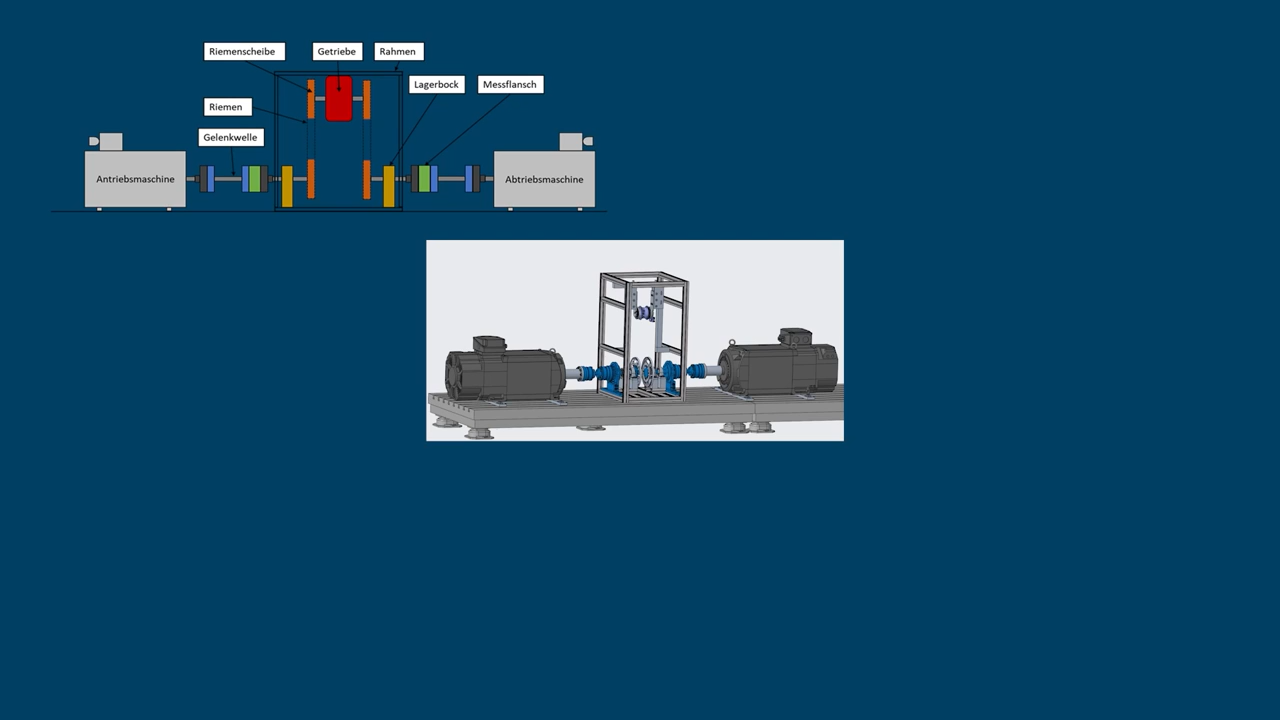 Riemenscheibe
Getriebe
Rahmen
Lagerbock
Messflansch
Riemen
Gelenkwelle
Antriebsmaschine
Abtriebsmaschine